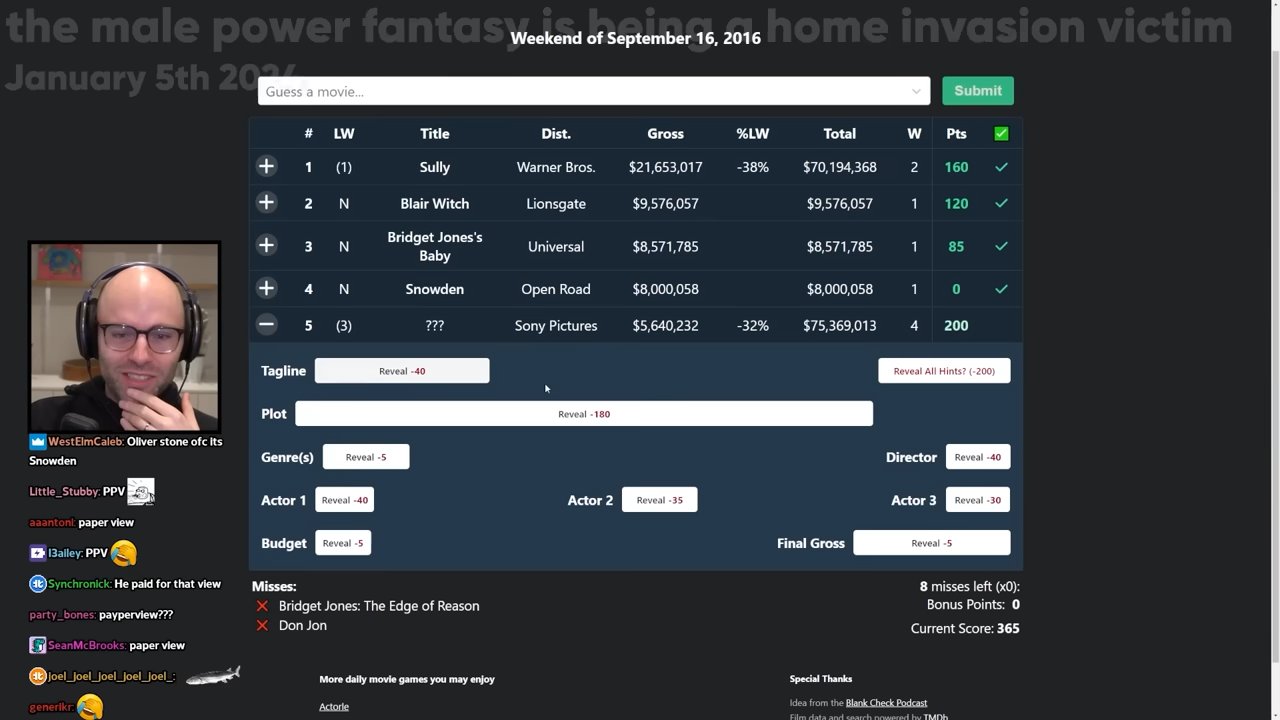 the male power fantasy is being a home invasion victim
January 5th 202
Weekend of September 16, 2016
Guess a movie...
Submit
# LW Title Dist. Gross %LW Total W Pts ✅
1 (1) Sully Warner Bros. $21,653,017 -38% $70,194,368 2 160 ✓
2 N Blair Witch Lionsgate $9,576,057 $9,576,057 1 120 ✓
3 N Bridget Jones's Baby Universal $8,571,785 $8,571,785 1 85 ✓
4 N Snowden Open Road $8,000,058 $8,000,058 1 0 ✓
5 (3) ??? Sony Pictures $5,640,232 -32% $75,369,013 4 200
Tagline Reveal -40 Reveal All Hints? (-200)
Plot Reveal -180
Genre(s) Reveal -5 Director Reveal -40
Actor 1 Reveal -40 Actor 2 Reveal -35 Actor 3 Reveal -30
Budget Reveal -5 Final Gross Reveal -5
Misses:
❌ Bridget Jones: The Edge of Reason
❌ Don Jon
8 misses left (x0):
Bonus Points: 0
Current Score: 365
More daily movie games you may enjoy
Actorle
Special Thanks
Idea from the Blank Check Podcast
Film data and search powered by TMDb
WestElmCaleb: Oliver stone ofc its
Snowden
Little_Stubby: PPV
aaantoni: paper view
l3ailey: PPV
Synchronick: He paid for that view
party_bones: payperview???
SeanMcBrooks: paper view
Joel_Joel_Joel_Joel_Joel_:
generlkr: